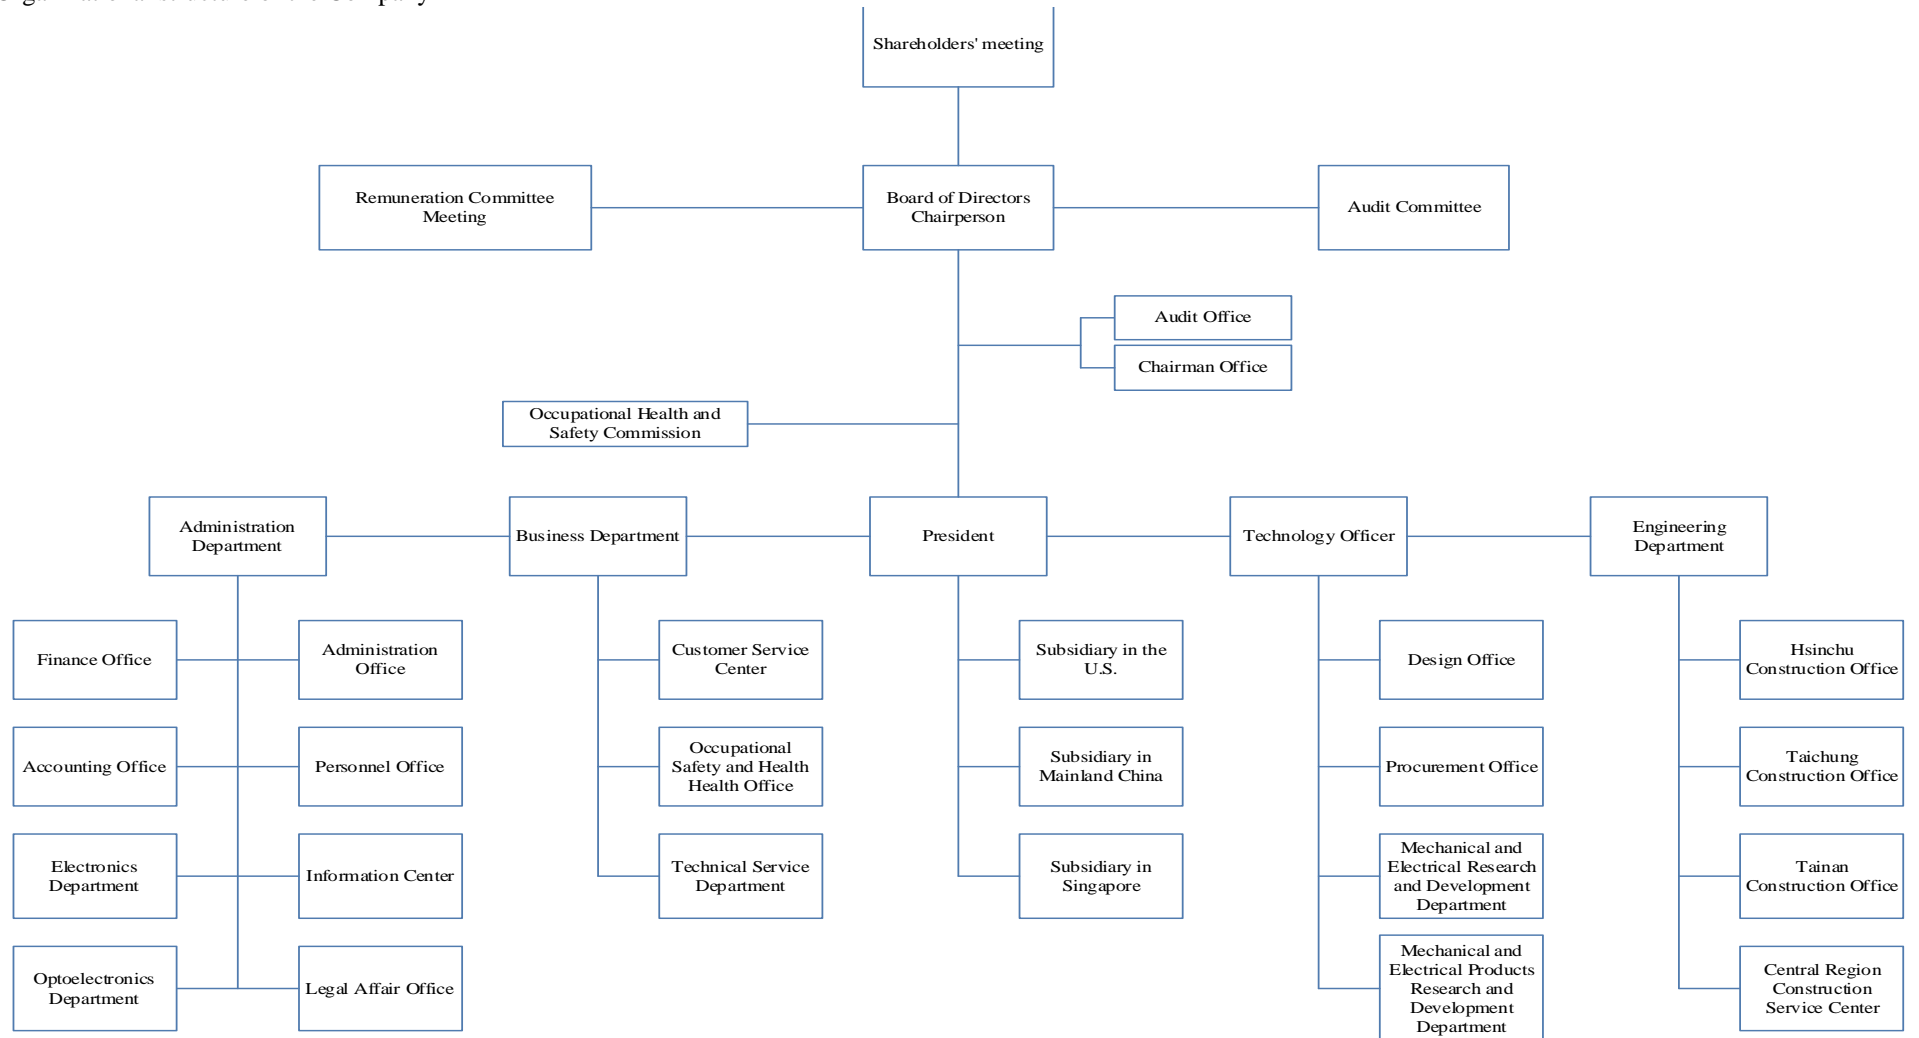 Shareholders' meeting
Remuneration Committee
Meeting
Board of Directors
Chairperson
Audit Committee
Audit Office
Chairman Office
Occupational Health and
Safety Commission
Administration
Department
Business Department
President
Technology Officer
Engineering
Department
Finance Office
Administration
Office
Customer Service
Center
Subsidiary in the
U.S.
Design Office
Hsinchu
Construction Office
Accounting Office
Personnel Office
Occupational
Safety and Health
Health Office
Subsidiary in
Mainland China
Procurement Office
Taichung
Construction Office
Electronics
Department
Information Center
Technical Service
Department
Subsidiary in
Singapore
Mechanical and
Electrical Research
and Development
Department
Tainan
Construction Office
Optoelectronics
Department
Legal Affair Office
Mechanical and
Electrical Products
Research and
Development
Department
Central Region
Construction
Service Center